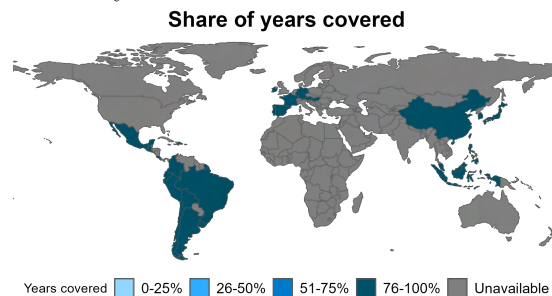 Share of years covered
Years covered 0-25% 26-50% 51-75% 76-100% Unavailable